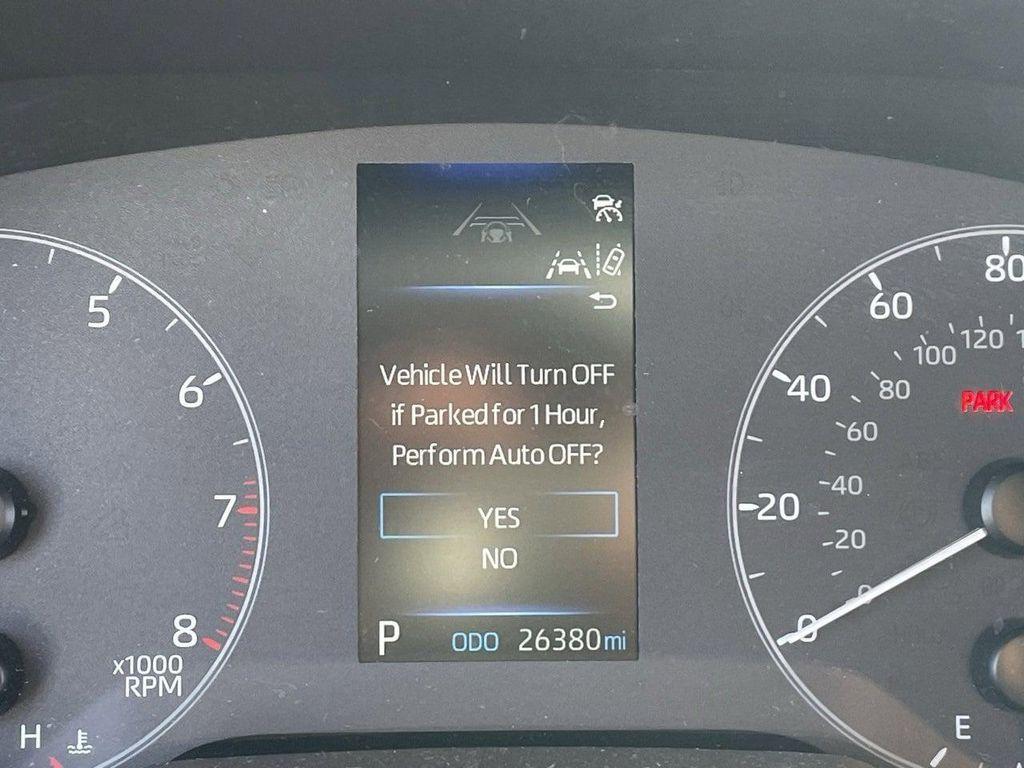 Vehicle Will Turn OFF
if Parked for 1 Hour,
Perform Auto OFF?
YES
NO
P ODO 26380 mi
5
6
7
8
x1000
RPM
H
80
60
40
20
0
120
100
80
60
40
20
0
PARK
E